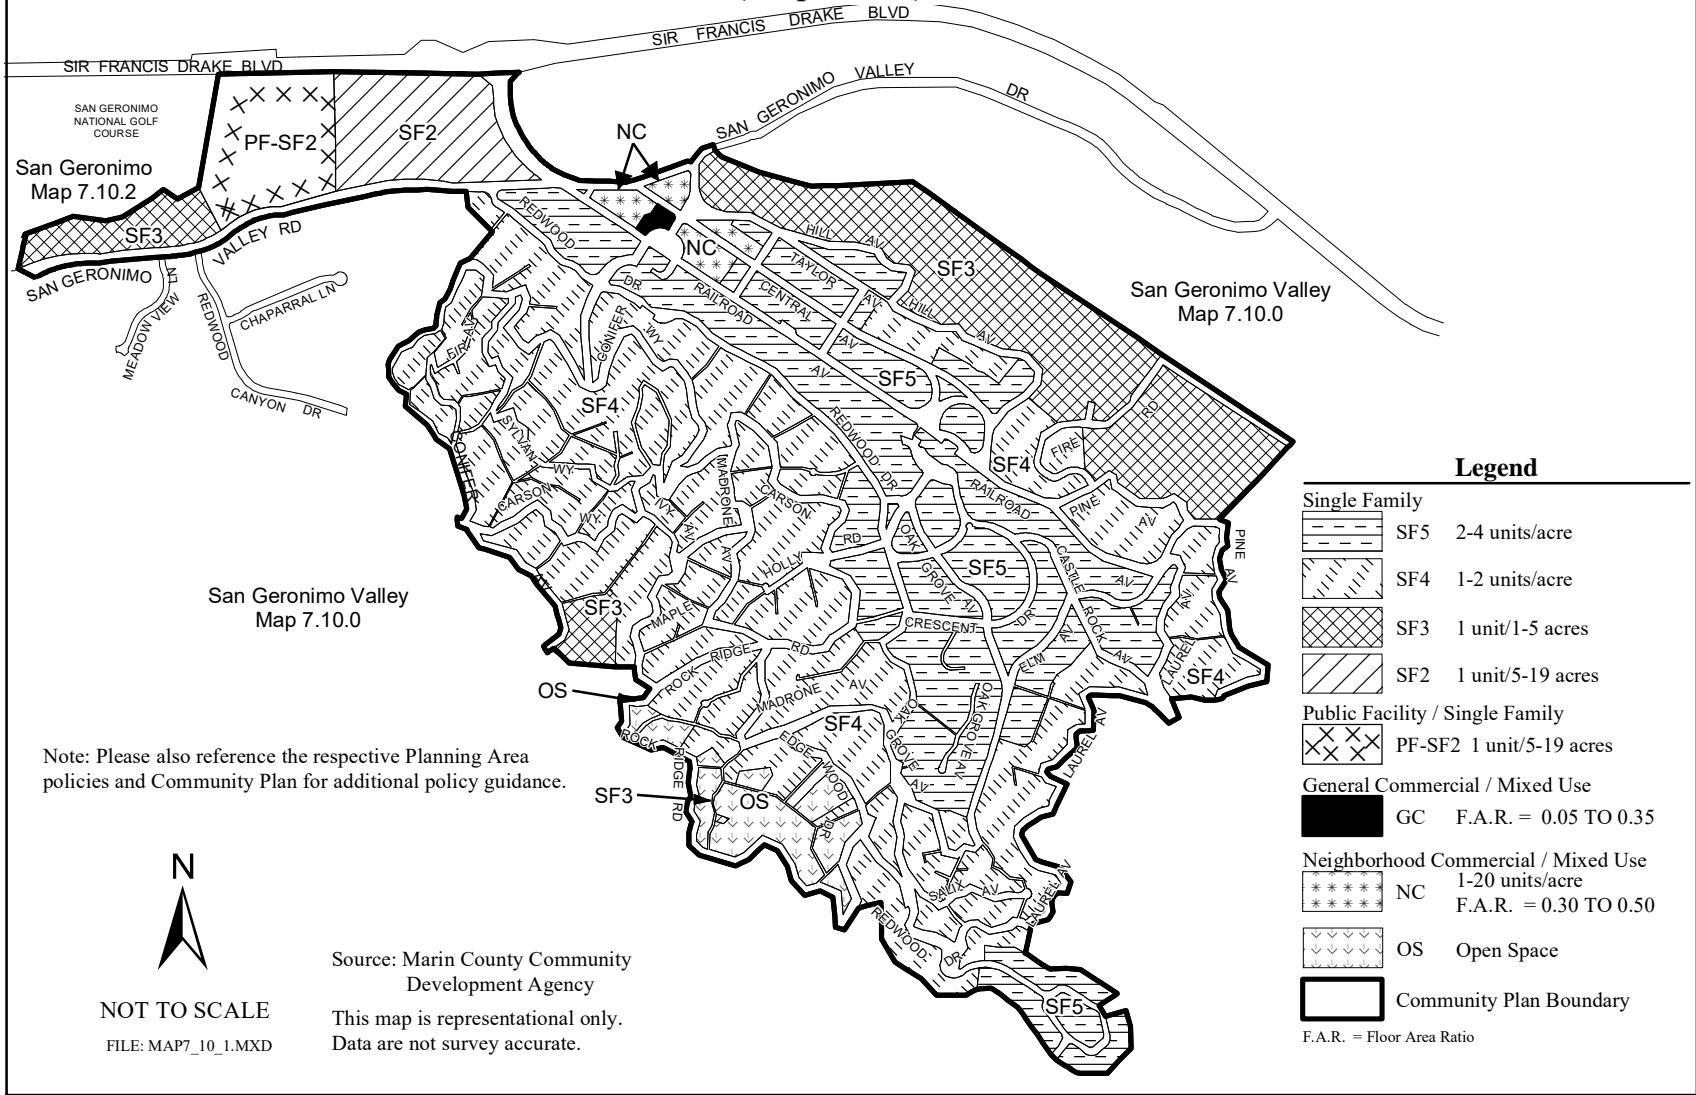 SIR FRANCIS DRAKE BLVD
SIR FRANCIS DRAKE BLVD
SAN GERONIMO VALLEY DR
SAN GERONIMO
NATIONAL GOLF
COURSE
PF-SF2
SF2
NC
San Geronimo
Map 7.10.2
SF3
VALLEY RD
SAN GERONIMO
MEADOW VIEW LN
REDWOOD
CHAPARRAL LN
CANYON DR
REDWOOD
DR
NC
HILL AV
TAYLOR
AV
CENTRAL
AV
RAILROAD
AV
HILL
AV
SF3
San Geronimo Valley
Map 7.10.0
FIR AV
CONIFER
WY
SF4
SF5
REDWOOD DR
SYLVAN
WY
CONIFER
AV
CARSON
WY
IVY
AV
MADRONE
AV
CARSON
RD
HOLLY
SF4
FIRE
RD
RAILROAD
AV
PINE
AV
PINE
AV
OAK
GROVE
AV
SF5
CASTLE ROCK
AV
CRESCENT
DR
ELM
AV
LAUREL
AV
SF4
San Geronimo Valley
Map 7.10.0
SF3
MAPLE
ROCK RIDGE RD
OS
MADRONE AV
SF4
ROCK
RIDGE
RD
EDGE
WOOD
DR
OAK
GROVE
AV
OAK GROVE AV
LAUREL AV
SF3
OS
SALIX AV
LAUREL AV
REDWOOD
DR
SF5
Note: Please also reference the respective Planning Area
policies and Community Plan for additional policy guidance.
N
NOT TO SCALE
FILE: MAP7_10_1.MXD
Source: Marin County Community
Development Agency
This map is representational only.
Data are not survey accurate.
Legend
Single Family
SF5 2-4 units/acre
SF4 1-2 units/acre
SF3 1 unit/1-5 acres
SF2 1 unit/5-19 acres
Public Facility / Single Family
PF-SF2 1 unit/5-19 acres
General Commercial / Mixed Use
GC F.A.R. = 0.05 TO 0.35
Neighborhood Commercial / Mixed Use
1-20 units/acre
NC
F.A.R. = 0.30 TO 0.50
OS Open Space
Community Plan Boundary
F.A.R. = Floor Area Ratio